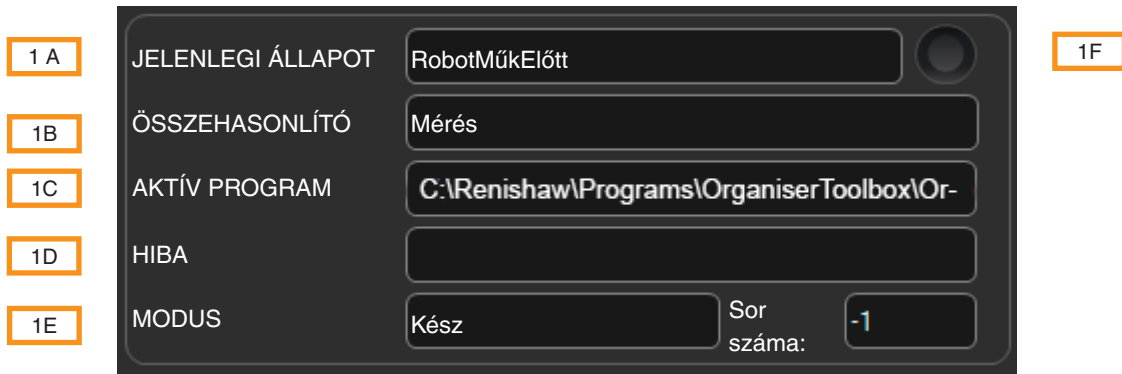 1 A JELENLEGI ÁLLAPOT RobotMűkElőtt 1F
1B ÖSSZEHASONLÍTÓ Mérés
1C AKTÍV PROGRAM C:\Renishaw\Programs\OrganiserToolbox\Or-
1D HIBA
1E MODUS Kész Sor
száma: -1